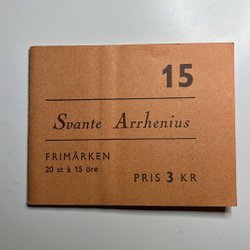 15
Svante Arrhenius
FRIMÄRKEN
20 st à 15 öre
PRIS 3 KR